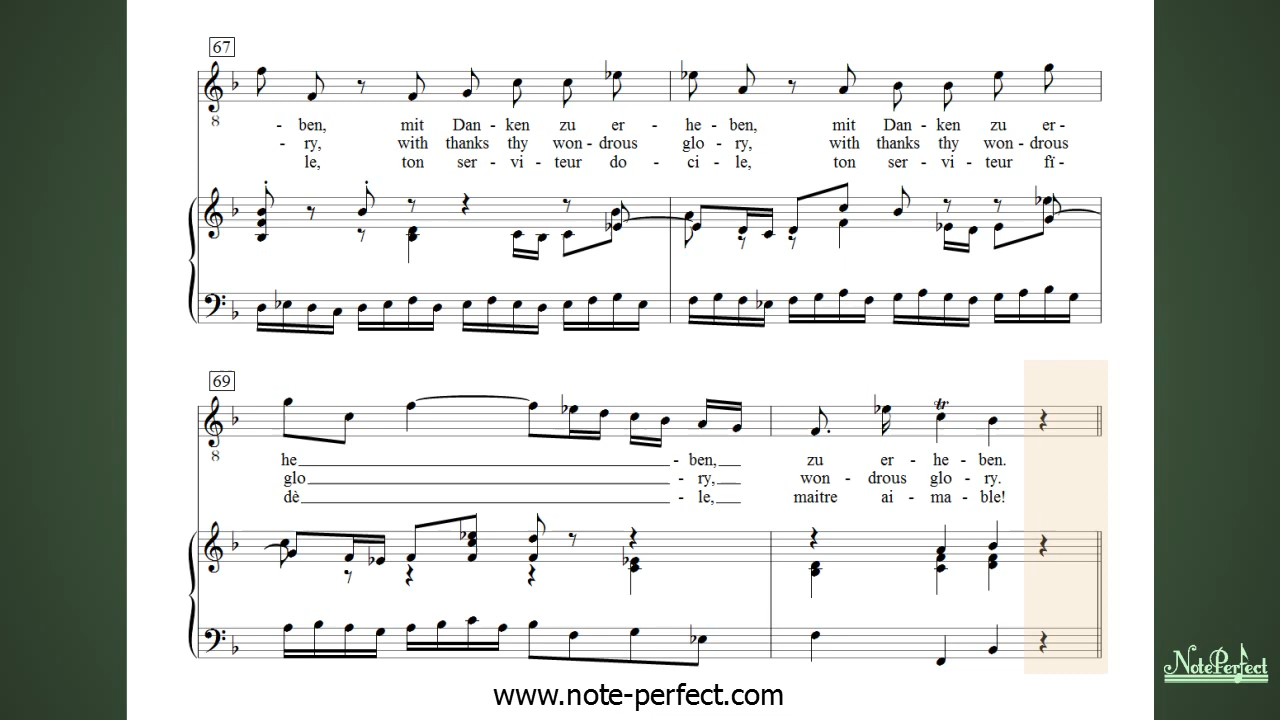 67
- ben, mit Dan - ken zu er - he - ben, mit Dan - ken zu er -
- ry, with thanks thy won - drous glo - ry, with thanks thy won - drous
le, ton ser - vi - teur do - ci - le, ton ser - vi - teur fi -
69
8
8
he - ben, zu er - he - ben.
glo - ry, won - drous glo - ry.
dè - le, maitre ai - ma - ble!
tr
www.note-perfect.com
NotePerfect